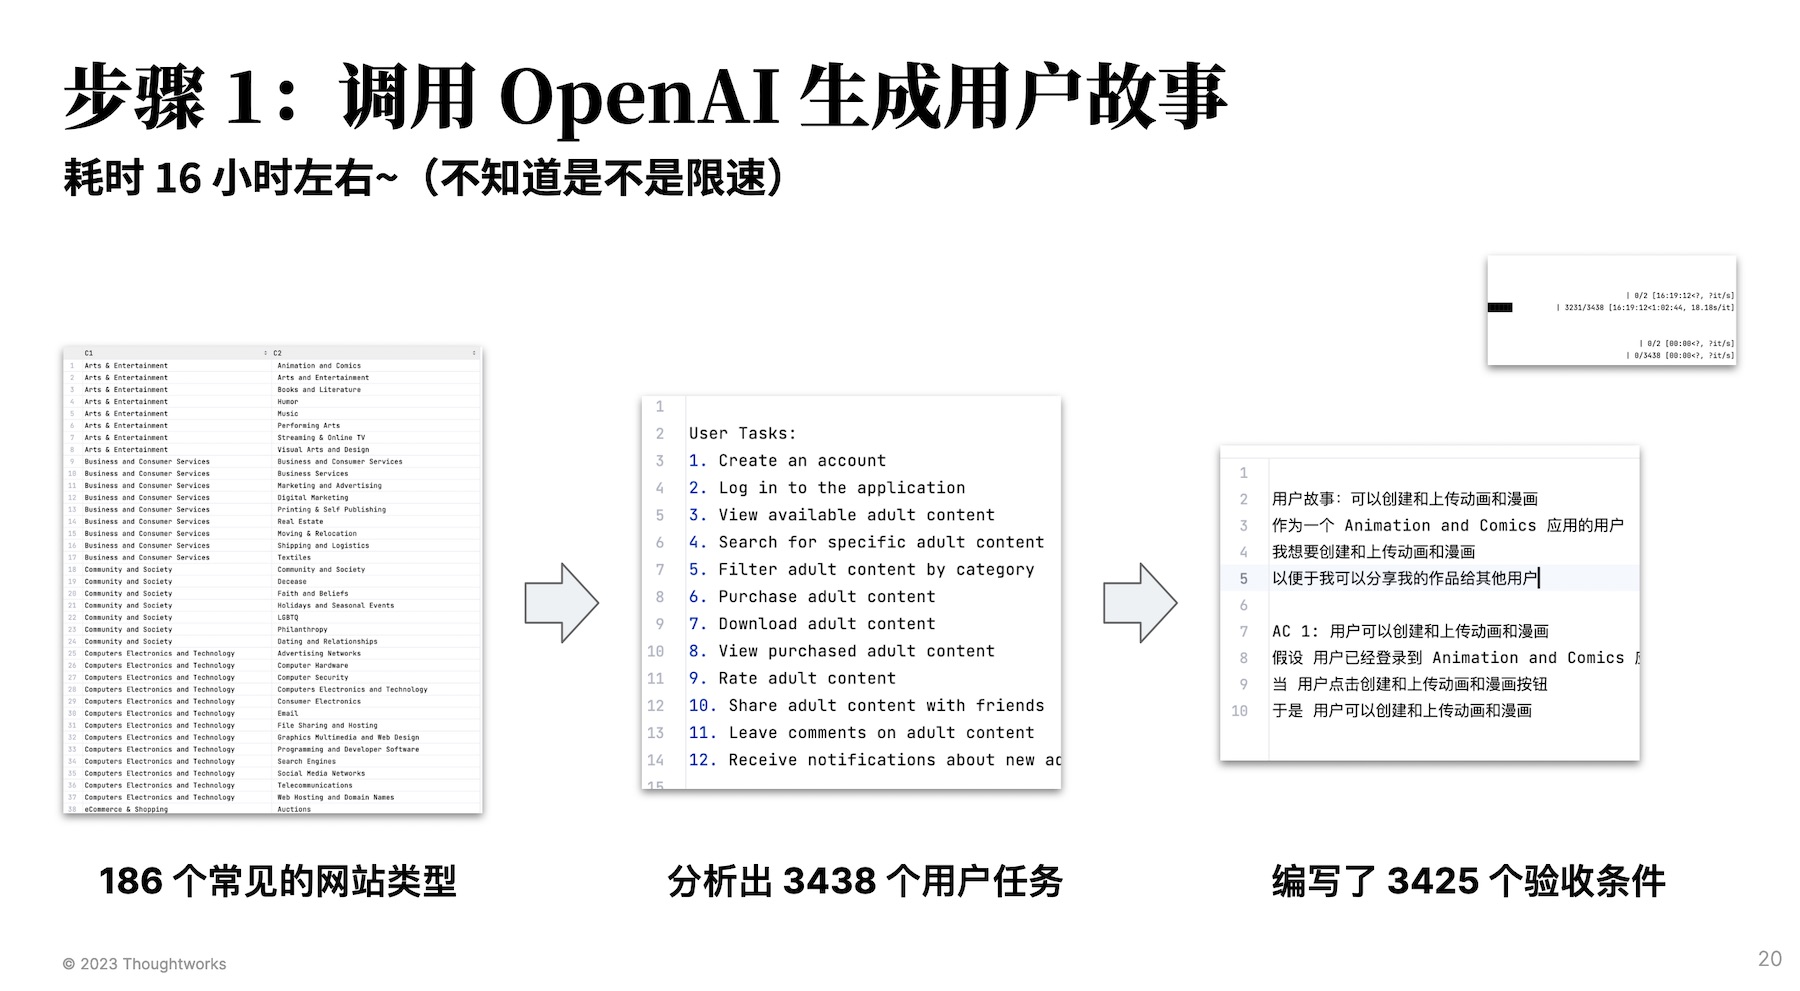 步骤 1：调用 OpenAI 生成用户故事
耗时 16 小时左右~（不知道是不是限速）
| 0/2 [16:19:12<?, ?it/s]
| 3231/3438 [16:19:12<1:02:44, 18.18s/it]
| 0/2 [00:00<?, ?it/s]
| 0/3438 [00:00<?, ?it/s]
C1 C2
1 Arts & Entertainment Animation and Comics
2 Arts & Entertainment Arts and Entertainment
3 Arts & Entertainment Books and Literature
4 Arts & Entertainment Humor
5 Arts & Entertainment Music
6 Arts & Entertainment Performing Arts
7 Arts & Entertainment Streaming & Online TV
8 Arts & Entertainment Visual Arts and Design
9 Business and Consumer Services Business and Consumer Services
10 Business and Consumer Services Business Services
11 Business and Consumer Services Marketing and Advertising
12 Business and Consumer Services Digital Marketing
13 Business and Consumer Services Printing & Self Publishing
14 Business and Consumer Services Real Estate
15 Business and Consumer Services Moving & Relocation
16 Business and Consumer Services Shipping and Logistics
17 Business and Consumer Services Textiles
18 Community and Society Community and Society
19 Community and Society Decease
20 Community and Society Faith and Beliefs
21 Community and Society Holidays and Seasonal Events
22 Community and Society LGBTQ
23 Community and Society Philanthropy
24 Community and Society Dating and Relationships
25 Computers Electronics and Technology Advertising Networks
26 Computers Electronics and Technology Computer Hardware
27 Computers Electronics and Technology Computer Security
28 Computers Electronics and Technology Computers Electronics and Technology
29 Computers Electronics and Technology Consumer Electronics
30 Computers Electronics and Technology Email
31 Computers Electronics and Technology File Sharing and Hosting
32 Computers Electronics and Technology Graphics Multimedia and Web Design
33 Computers Electronics and Technology Programming and Developer Software
34 Computers Electronics and Technology Search Engines
35 Computers Electronics and Technology Social Media Networks
36 Computers Electronics and Technology Telecommunications
37 Computers Electronics and Technology Web Hosting and Domain Names
38 eCommerce & Shopping Auctions
1
2 User Tasks:
3 1. Create an account
4 2. Log in to the application
5 3. View available adult content
6 4. Search for specific adult content
7 5. Filter adult content by category
8 6. Purchase adult content
9 7. Download adult content
10 8. View purchased adult content
11 9. Rate adult content
12 10. Share adult content with friends
13 11. Leave comments on adult content
14 12. Receive notifications about new
15
1
2 用户故事：可以创建和上传动画和漫画
3 作为一个 Animation and Comics 应用的用户
4 我想要创建和上传动画和漫画
5 以便于我可以分享我的作品给其他用户
6
7 AC 1: 用户可以创建和上传动画和漫画
8 假设 用户已经登录到 Animation and Comics
9 当 用户点击创建和上传动画和漫画按钮
10 于是 用户可以创建和上传动画和漫画
186 个常见的网站类型
分析出 3438 个用户任务
编写了 3425 个验收条件
© 2023 Thoughtworks
20